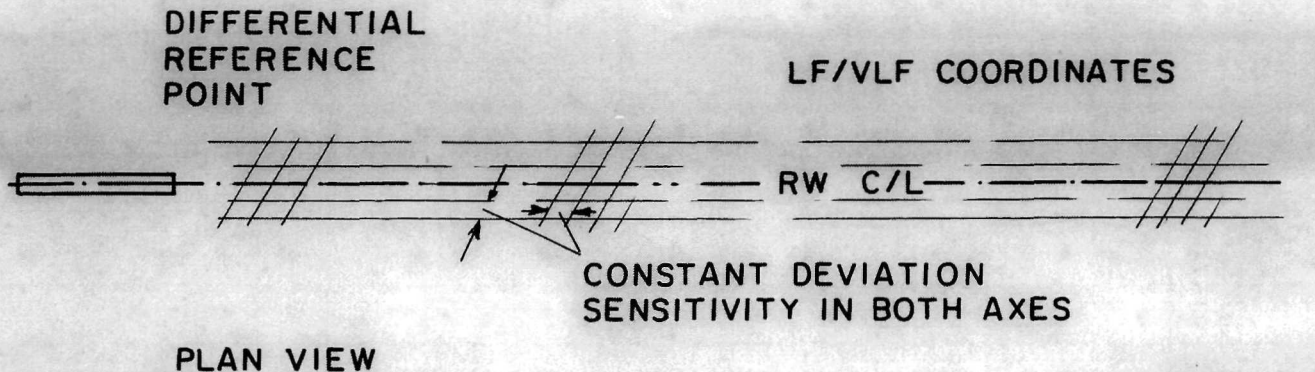 DIFFERENTIAL
REFERENCE
POINT
LF/VLF COORDINATES
RW C/L
CONSTANT DEVIATION
SENSITIVITY IN BOTH AXES
PLAN VIEW